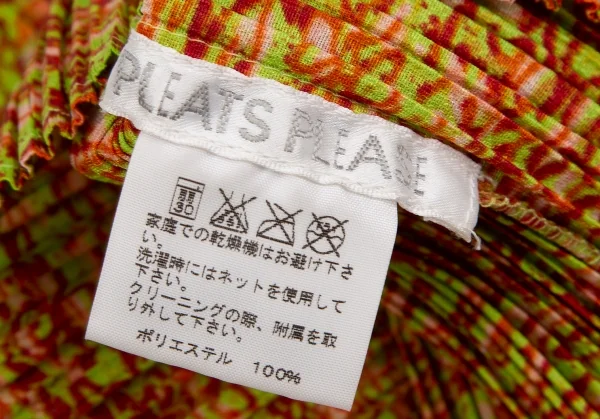 PLEATS PLEASE
家庭での乾燥機はお避け下さ
い。
洗濯時にはネットを使用して
下さい。
クリーニングの際、附属を取
り外して下さい。
ポリエステル 100%